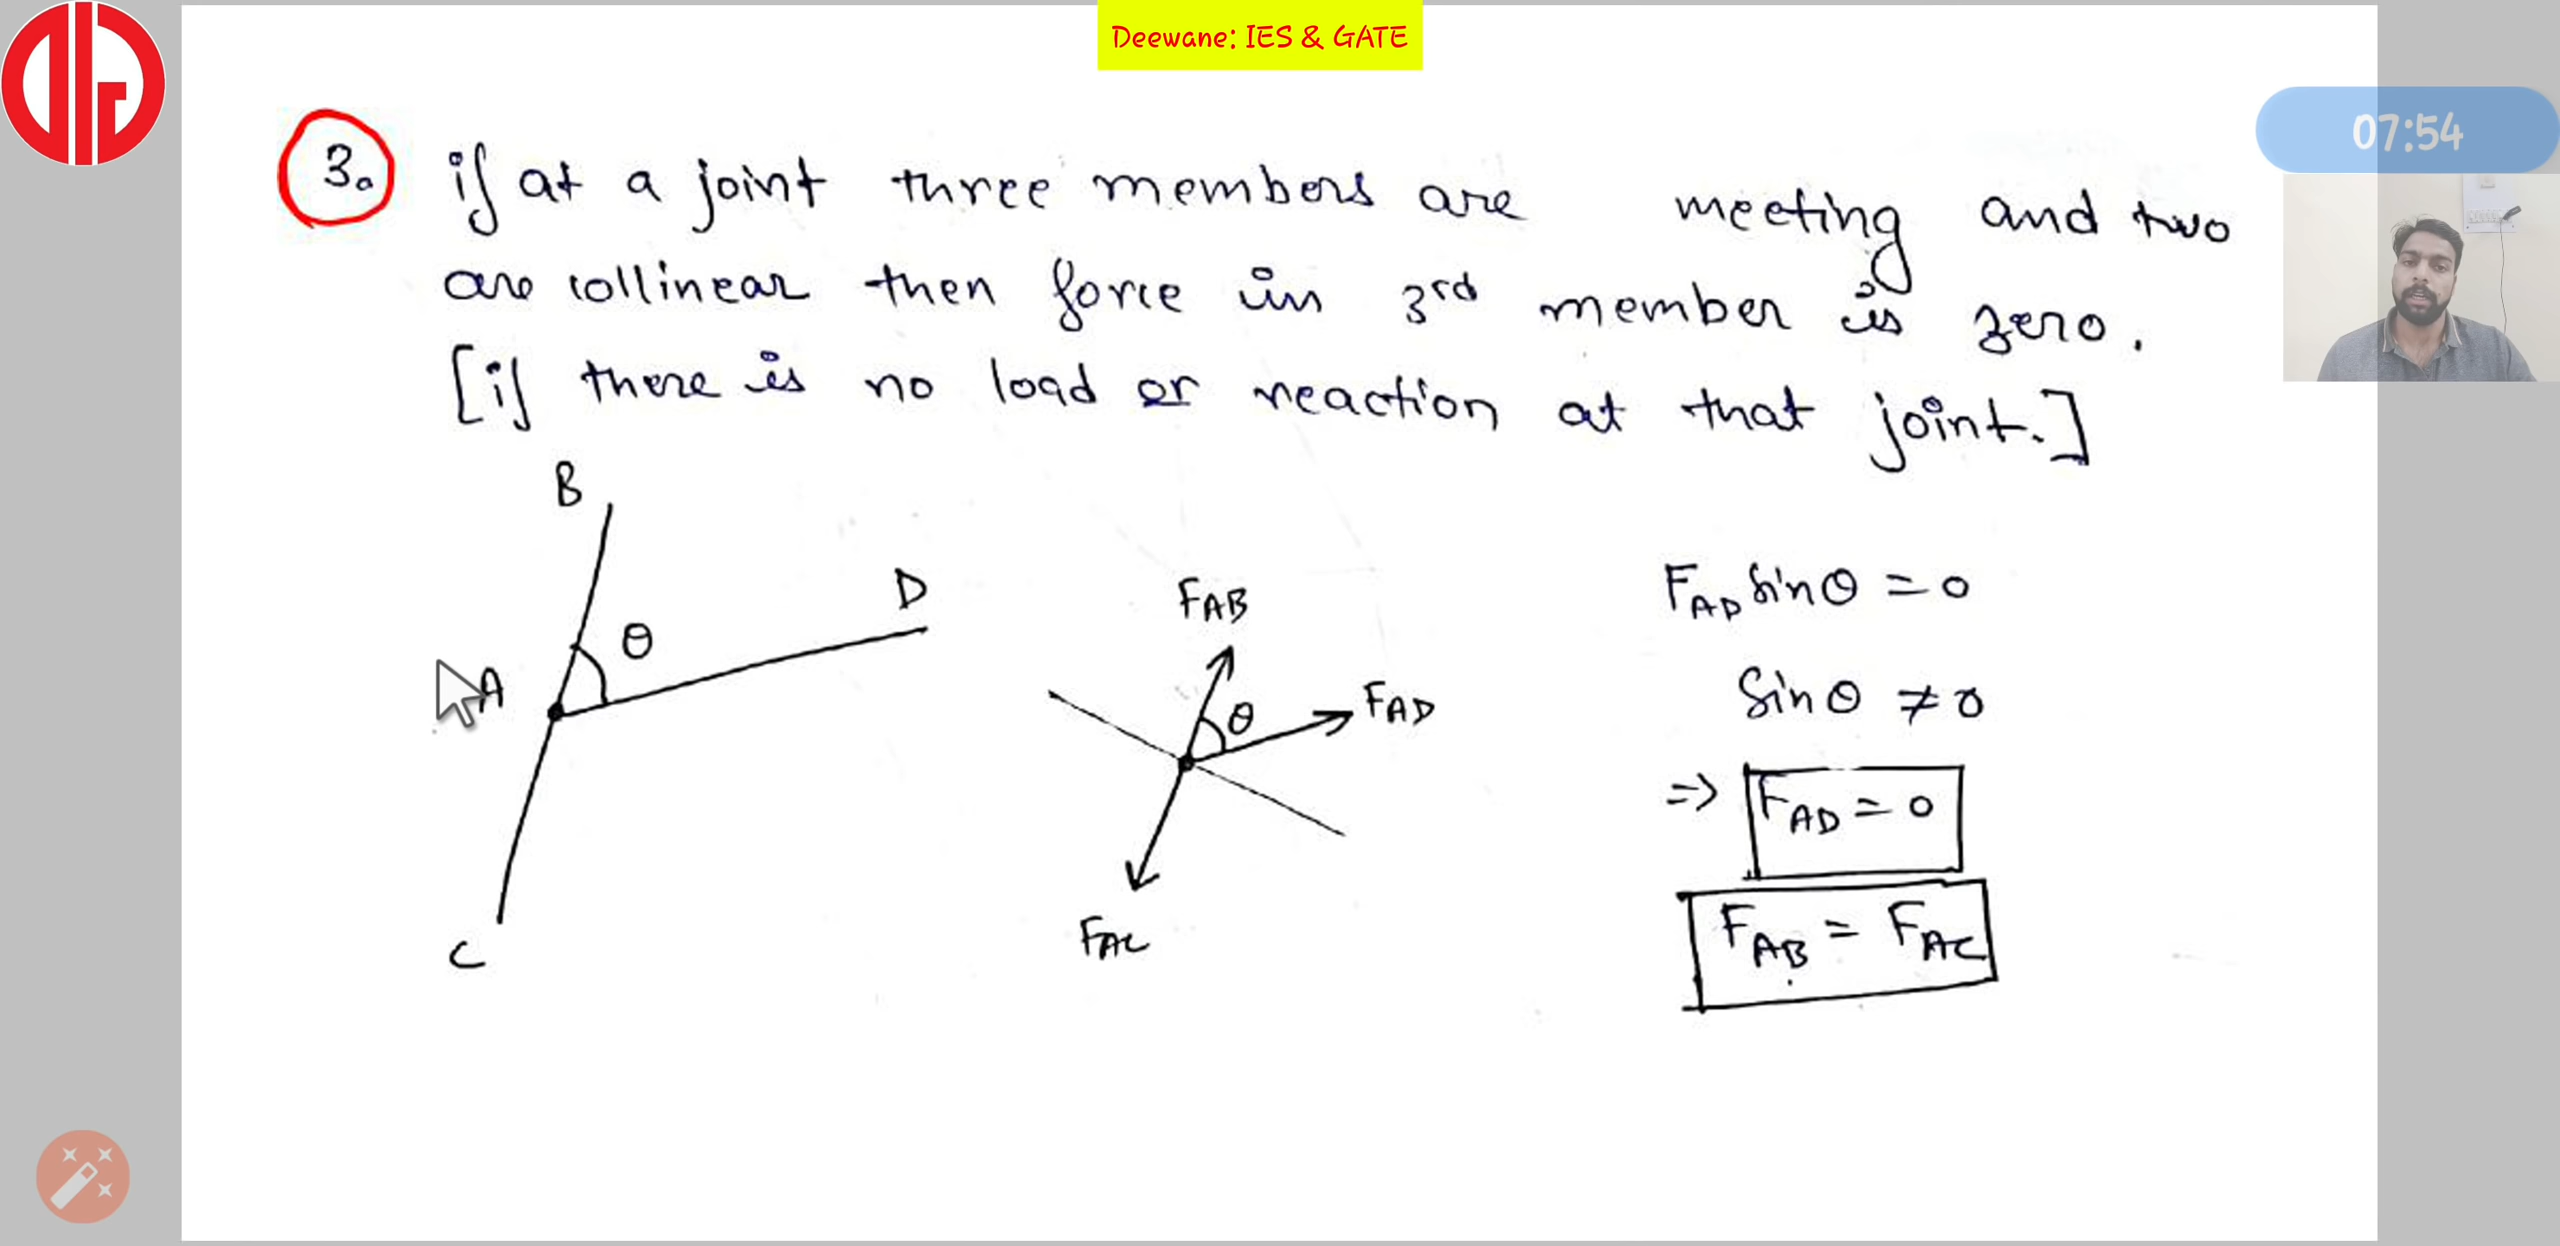 Deewane: IES & GATE
07:54
3. if at a joint three members are meeting and two
are collinear then force in 3rd member is zero.
[if there is no load or reaction at that joint.]
B
D
θ
A
C
FAB
θ
FAD
FAC
FAD sinθ = 0
Sinθ ≠ 0
=> FAD = 0
FAB = FAC